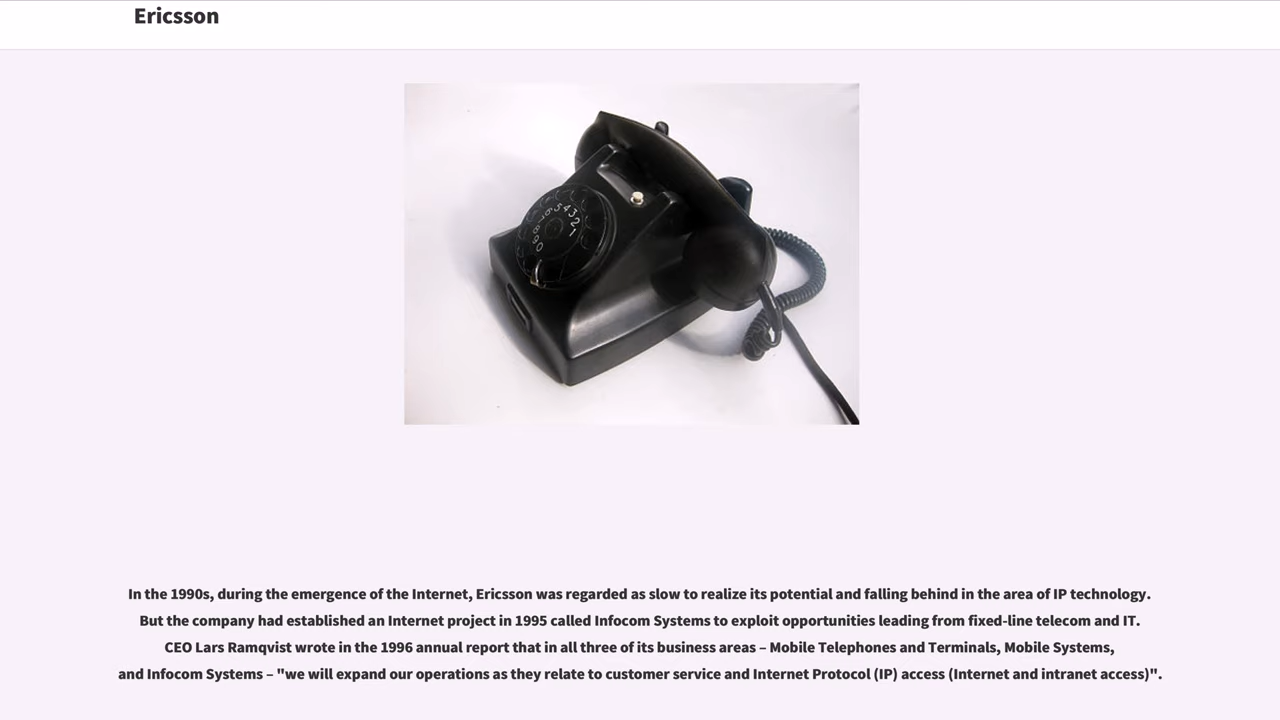 Ericsson
In the 1990s, during the emergence of the Internet, Ericsson was regarded as slow to realize its potential and falling behind in the area of IP technology.
But the company had established an Internet project in 1995 called Infocom Systems to exploit opportunities leading from fixed-line telecom and IT.
CEO Lars Ramqvist wrote in the 1996 annual report that in all three of its business areas – Mobile Telephones and Terminals, Mobile Systems,
and Infocom Systems – "we will expand our operations as they relate to customer service and Internet Protocol (IP) access (Internet and intranet access)".